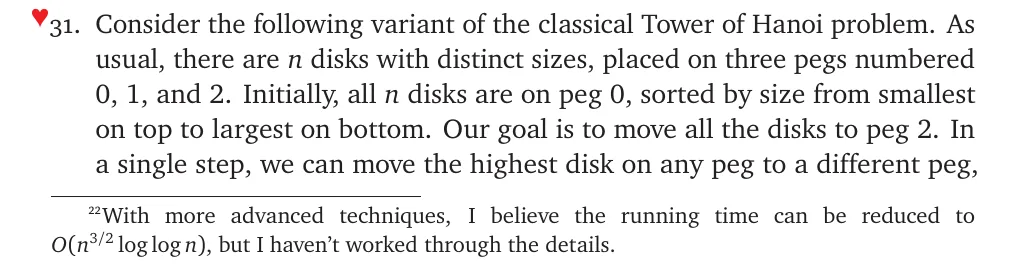 ♥31. Consider the following variant of the classical Tower of Hanoi problem. As
usual, there are n disks with distinct sizes, placed on three pegs numbered
0, 1, and 2. Initially, all n disks are on peg 0, sorted by size from smallest
on top to largest on bottom. Our goal is to move all the disks to peg 2. In
a single step, we can move the highest disk on any peg to a different peg,
²²With more advanced techniques, I believe the running time can be reduced to
O(n^{3/2} log log n), but I haven’t worked through the details.